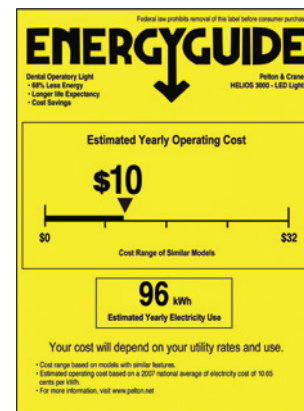 Federal law prohibits removal of this label before consumer purchas
ENERGYGUIDE
Dental Operatory Light
• 68% Less Energy
• Longer life Expectancy
• Cost Savings
Pelton & Crane
HELIOS 3000 - LED Light
Estimated Yearly Operating Cost
$10
$0
$32
Cost Range of Similar Models
96 kWh
Estimated Yearly Electricity Use
Your cost will depend on your utility rates and use.
• Cost range based on models with similar features.
• Estimated operating cost based on a 2007 national average of electricity cost of 10.65
cents per kWh.
• For more information, visit www.pelton.net